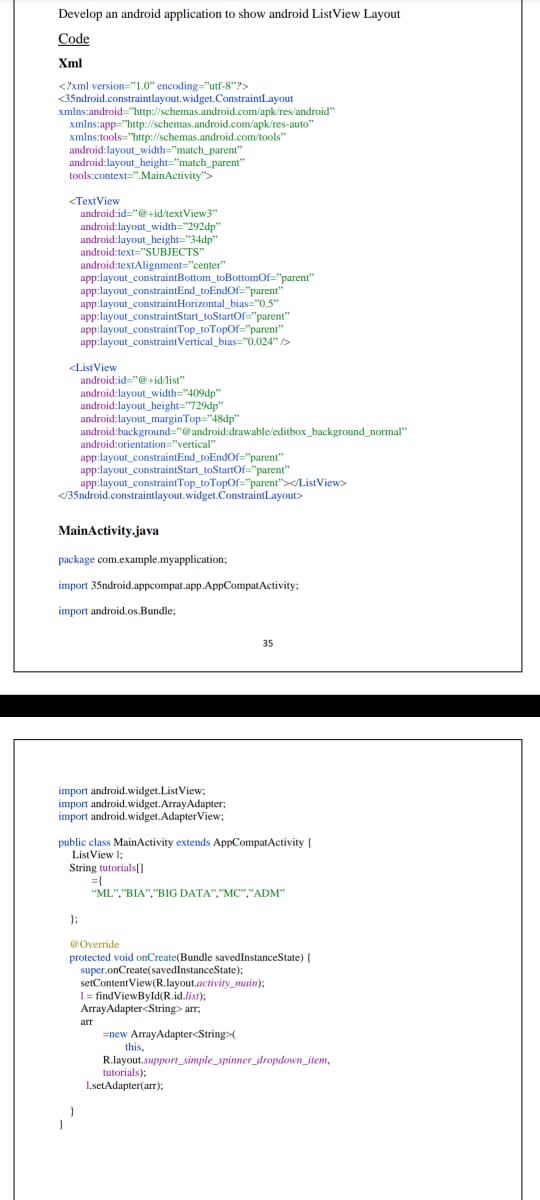 Develop an android application to show android ListView Layout
Code
Xml
<?xml version="1.0" encoding="utf-8"?>
<35ndroid.constraintlayout.widget.ConstraintLayout
xmlns:android="http://schemas.android.com/apk/res/android"
xmlns:app="http://schemas.android.com/apk/res-auto"
xmlns:tools="http://schemas.android.com/tools"
android:layout_width="match_parent"
android:layout_height="match_parent"
tools:context=".MainActivity">
<TextView
android:id="@+id/textView3"
android:layout_width="292dp"
android:layout_height="34dp"
android:text="SUBJECTS"
android:textAlignment="center"
app:layout_constraintBottom_toBottomOf="parent"
app:layout_constraintEnd_toEndOf="parent"
app:layout_constraintHorizontal_bias="0.5"
app:layout_constraintStart_toStartOf="parent"
app:layout_constraintTop_toTopOf="parent"
app:layout_constraintVertical_bias="0.024" />
<ListView
android:id="@+id/list"
android:layout_width="409dp"
android:layout_height="729dp"
android:layout_marginTop="48dp"
android:background="@android:drawable/editbox_background_normal"
android:orientation="vertical"
app:layout_constraintEnd_toEndOf="parent"
app:layout_constraintStart_toStartOf="parent"
app:layout_constraintTop_toTopOf="parent"></ListView>
</35ndroid.constraintlayout.widget.ConstraintLayout>
MainActivity.java
package com.example.myapplication;
import 35ndroid.appcompat.app.AppCompatActivity;
import android.os.Bundle;
35
import android.widget.ListView;
import android.widget.ArrayAdapter;
import android.widget.AdapterView;
public class MainActivity extends AppCompatActivity {
ListView l;
String tutorials[]
={
“ML”,”BIA”,”BIG DATA”,”MC”,”ADM”
};
@Override
protected void onCreate(Bundle savedInstanceState) {
super.onCreate(savedInstanceState);
setContentView(R.layout.activity_main);
l = findViewById(R.id.list);
ArrayAdapter<String> arr;
arr
=new ArrayAdapter<String>(
this,
R.layout.support_simple_spinner_dropdown_item,
tutorials);
l.setAdapter(arr);
}
}